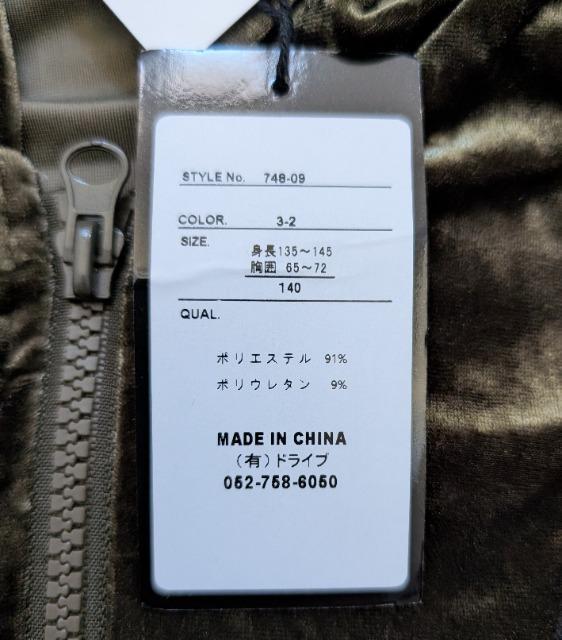 STYLE No. 748-09
COLOR. 3-2
SIZE.
身長135～145
胸囲 65～72
140
QUAL.
ポリエステル 91%
ポリウレタン 9%
MADE IN CHINA
(有)ドライブ
052-758-6050